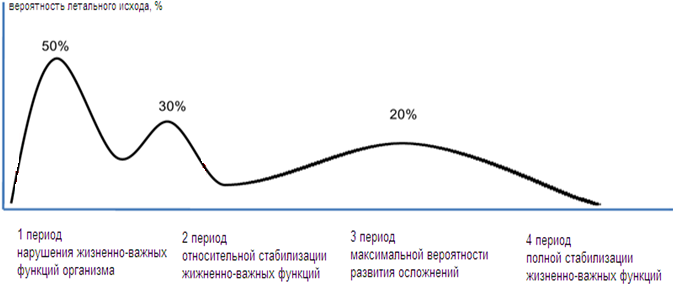 вероятность летального исхода, %
50%
30%
20%
1 период
нарушения жизненно-важных
функций организма
2 период
относительной стабилизации
жижненно-важных функций
3 период
максимальной вероятности
развития осложнений
4 период
полной стабилизации
жизненно-важных функций